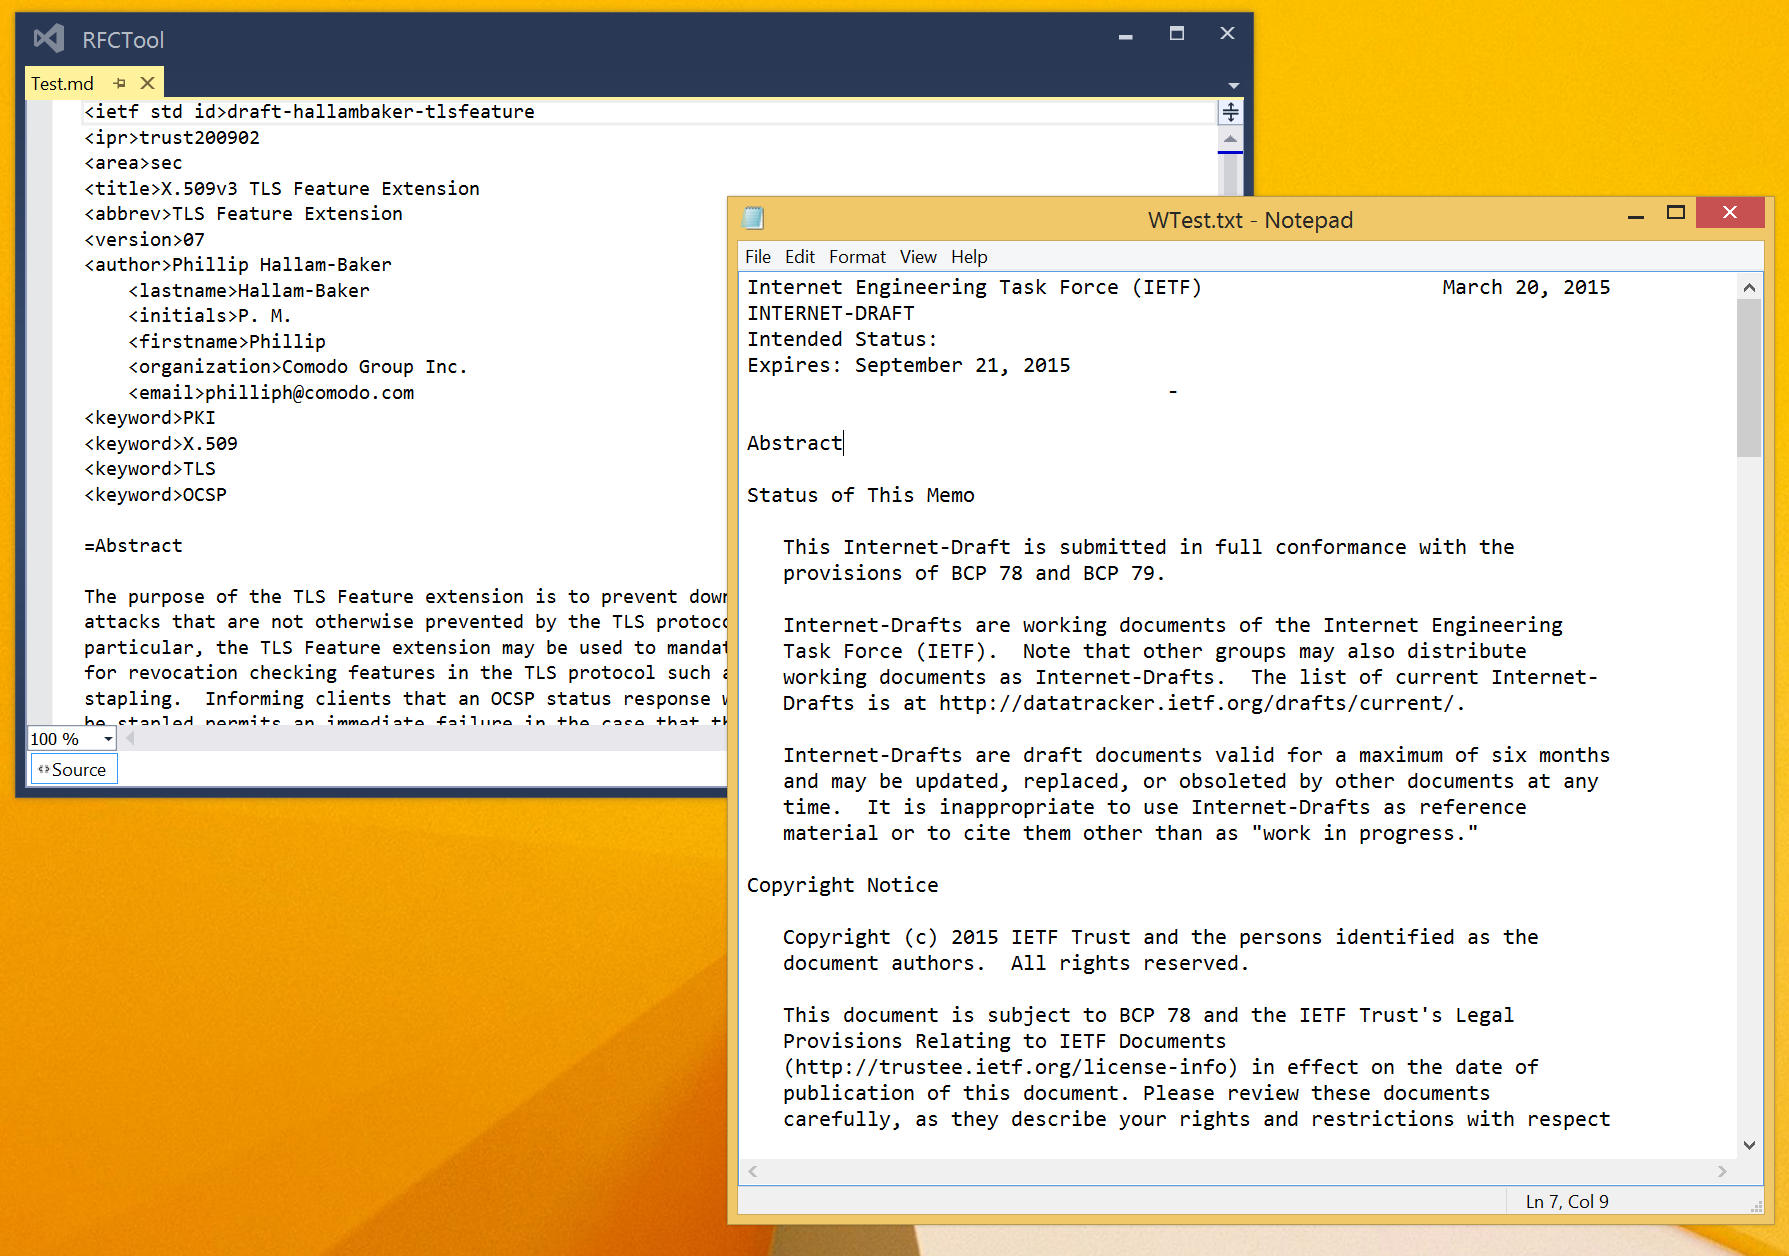 RFCTool
Test.md
<ietf std id>draft-hallambaker-tlsfeature
<ipr>trust200902
<area>sec
<title>X.509v3 TLS Feature Extension
<abbrev>TLS Feature Extension
<version>07
<author>Phillip Hallam-Baker
<lastname>Hallam-Baker
<initials>P. M.
<firstname>Phillip
<organization>Comodo Group Inc.
<email>philliph@comodo.com
<keyword>PKI
<keyword>X.509
<keyword>TLS
<keyword>OCSP
=Abstract
The purpose of the TLS Feature extension is to prevent
attacks that are not otherwise prevented by the TLS
particular, the TLS Feature extension may be used to
for revocation checking features in the TLS protocol such
stapling.  Informing clients that an OCSP status response
be stapled permits an immediate failure in the case that
100 %
Source
WTest.txt - Notepad
File Edit Format View Help
Internet Engineering Task Force (IETF) March 20, 2015
INTERNET-DRAFT
Intended Status:
Expires: September 21, 2015
-
Abstract
Status of This Memo
This Internet-Draft is submitted in full conformance with the
provisions of BCP 78 and BCP 79.
Internet-Drafts are working documents of the Internet Engineering
Task Force (IETF).  Note that other groups may also distribute
working documents as Internet-Drafts.  The list of current Internet-
Drafts is at http://datatracker.ietf.org/drafts/current/.
Internet-Drafts are draft documents valid for a maximum of six months
and may be updated, replaced, or obsoleted by other documents at any
time.  It is inappropriate to use Internet-Drafts as reference
material or to cite them other than as "work in progress."
Copyright Notice
Copyright (c) 2015 IETF Trust and the persons identified as the
document authors.  All rights reserved.
This document is subject to BCP 78 and the IETF Trust's Legal
Provisions Relating to IETF Documents
(http://trustee.ietf.org/license-info) in effect on the date of
publication of this document. Please review these documents
carefully, as they describe your rights and restrictions with respect
Ln 7, Col 9